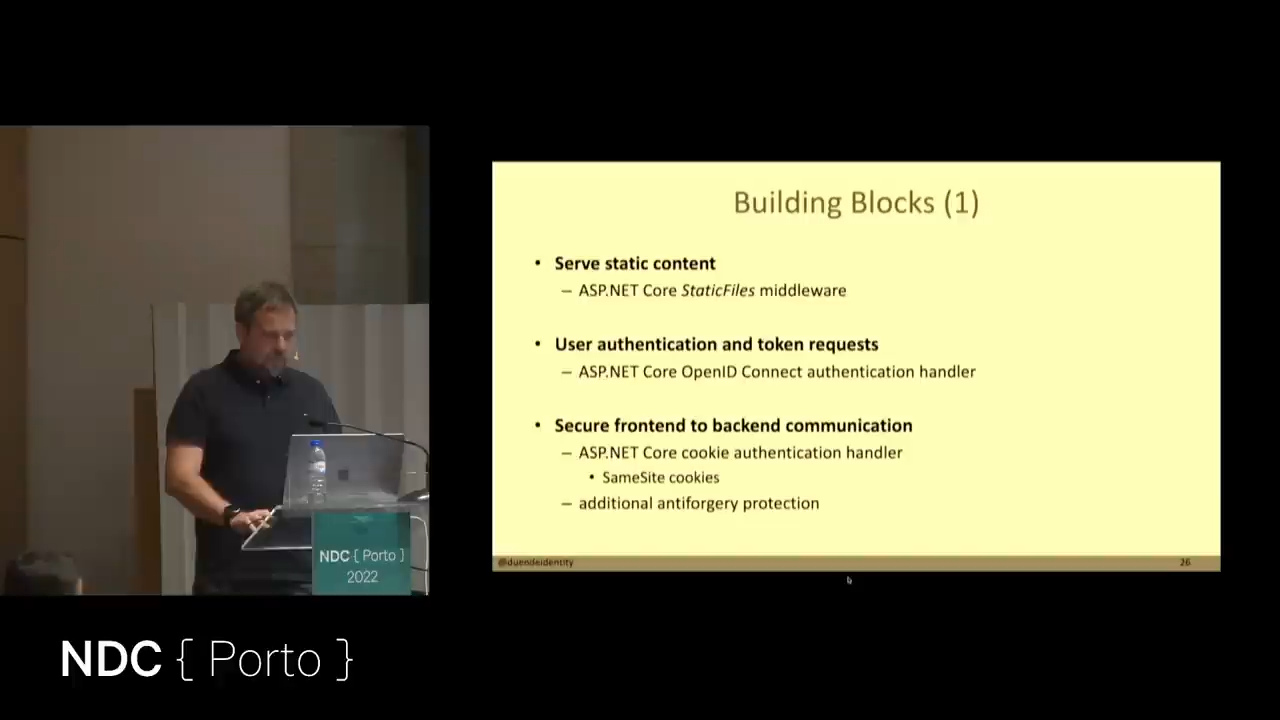 Building Blocks (1)
• Serve static content
– ASP.NET Core StaticFiles middleware
• User authentication and token requests
– ASP.NET Core OpenID Connect authentication handler
• Secure frontend to backend communication
– ASP.NET Core cookie authentication handler
• SameSite cookies
– additional antiforgery protection
@duendeidentity
26
NDC { Porto }
2022
NDC { Porto }